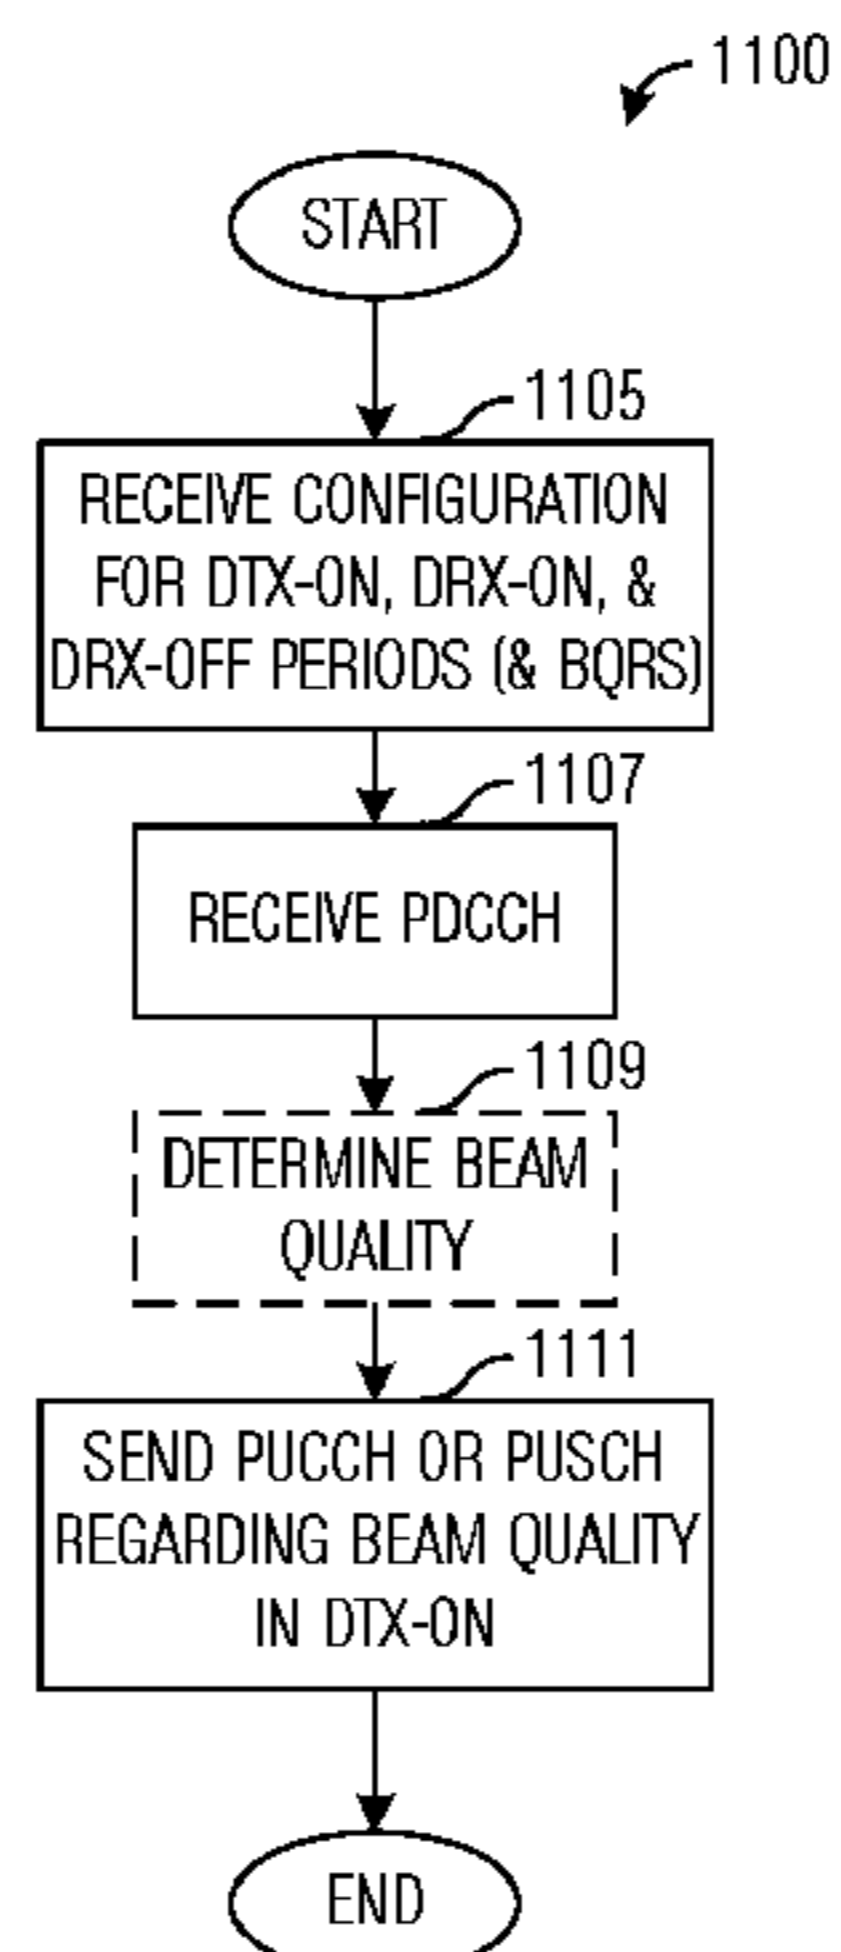 1100
START
1105
RECEIVE CONFIGURATION
FOR DTX-ON, DRX-ON, &
DRX-OFF PERIODS (& BQRS)
1107
RECEIVE PDCCH
1109
DETERMINE BEAM
QUALITY
1111
SEND PUCCH OR PUSCH
REGARDING BEAM QUALITY
IN DTX-ON
END